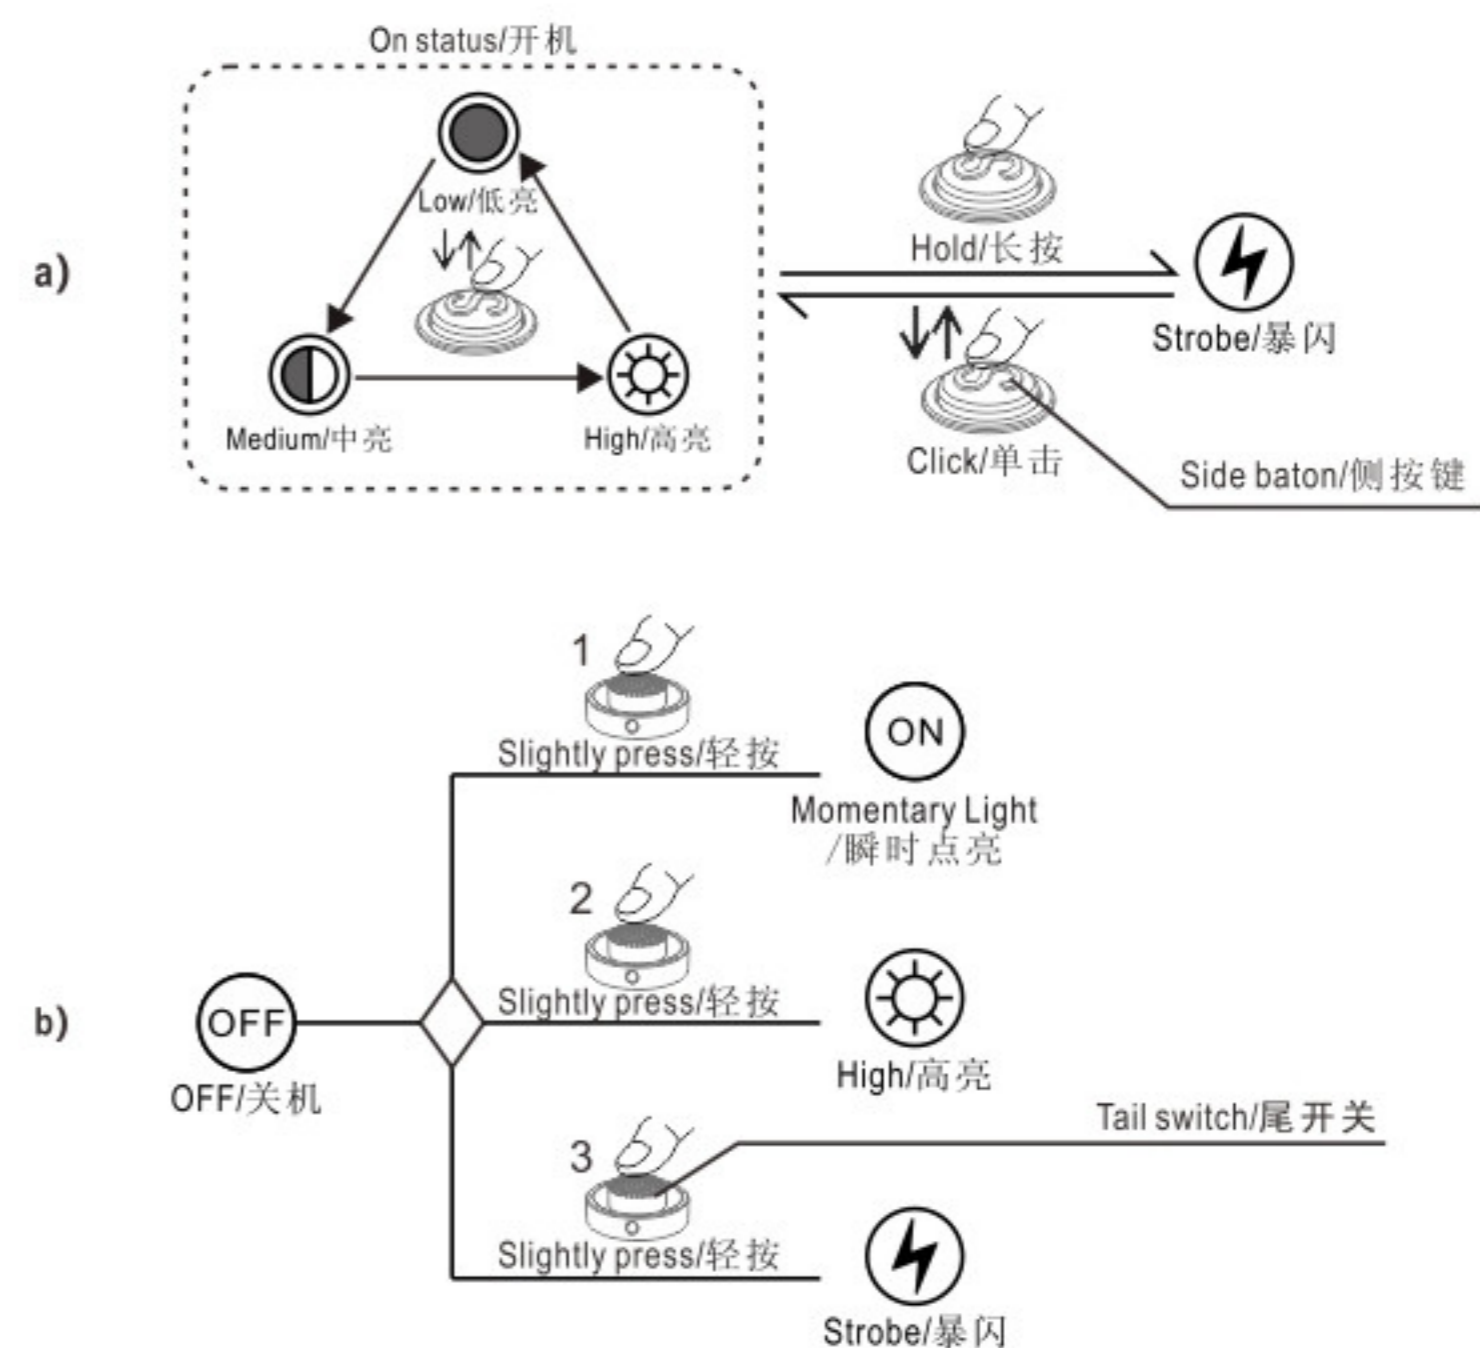 On status/开机
a)
Low/低亮
Medium/中亮
High/高亮
Hold/长按
Strobe/暴闪
Click/单击
Side baton/侧按键
b)
OFF
OFF/关机
1
Slightly press/轻按
ON
Momentary Light
/瞬时点亮
2
Slightly press/轻按
High/高亮
Tail switch/尾开关
3
Slightly press/轻按
Strobe/暴闪